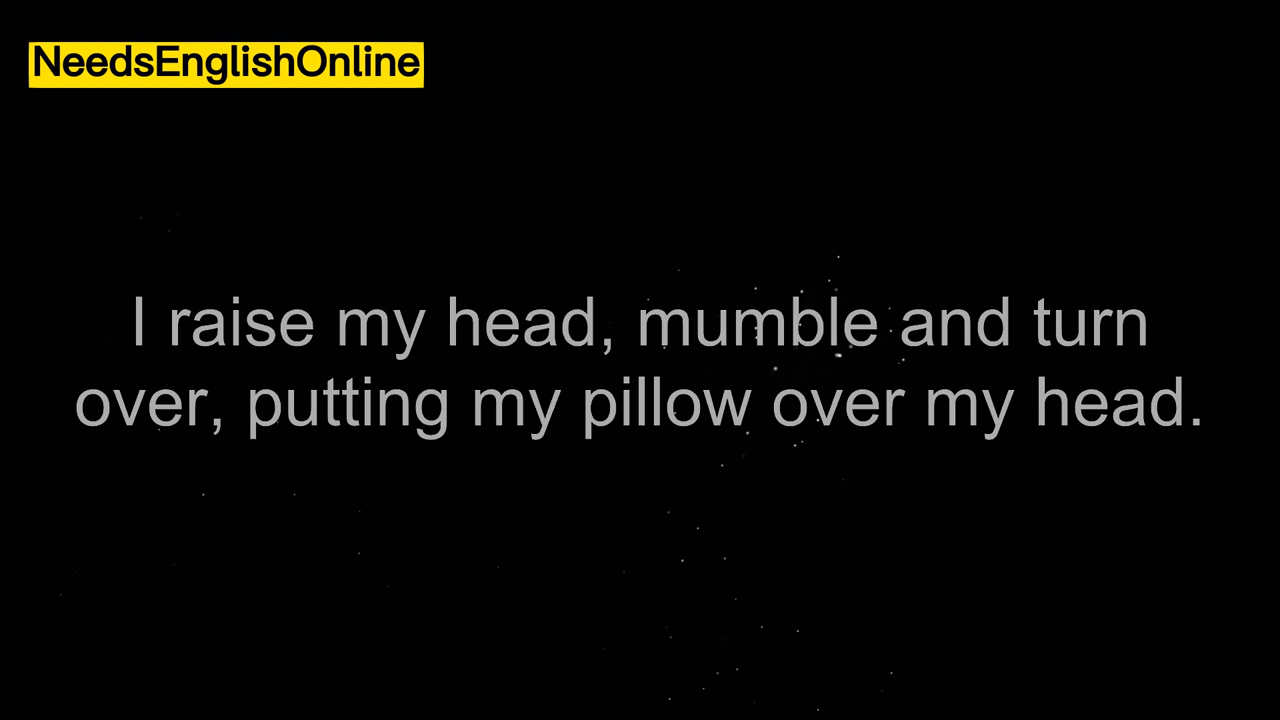 NeedsEnglishOnline
I raise my head, mumble and turn
over, putting my pillow over my head.